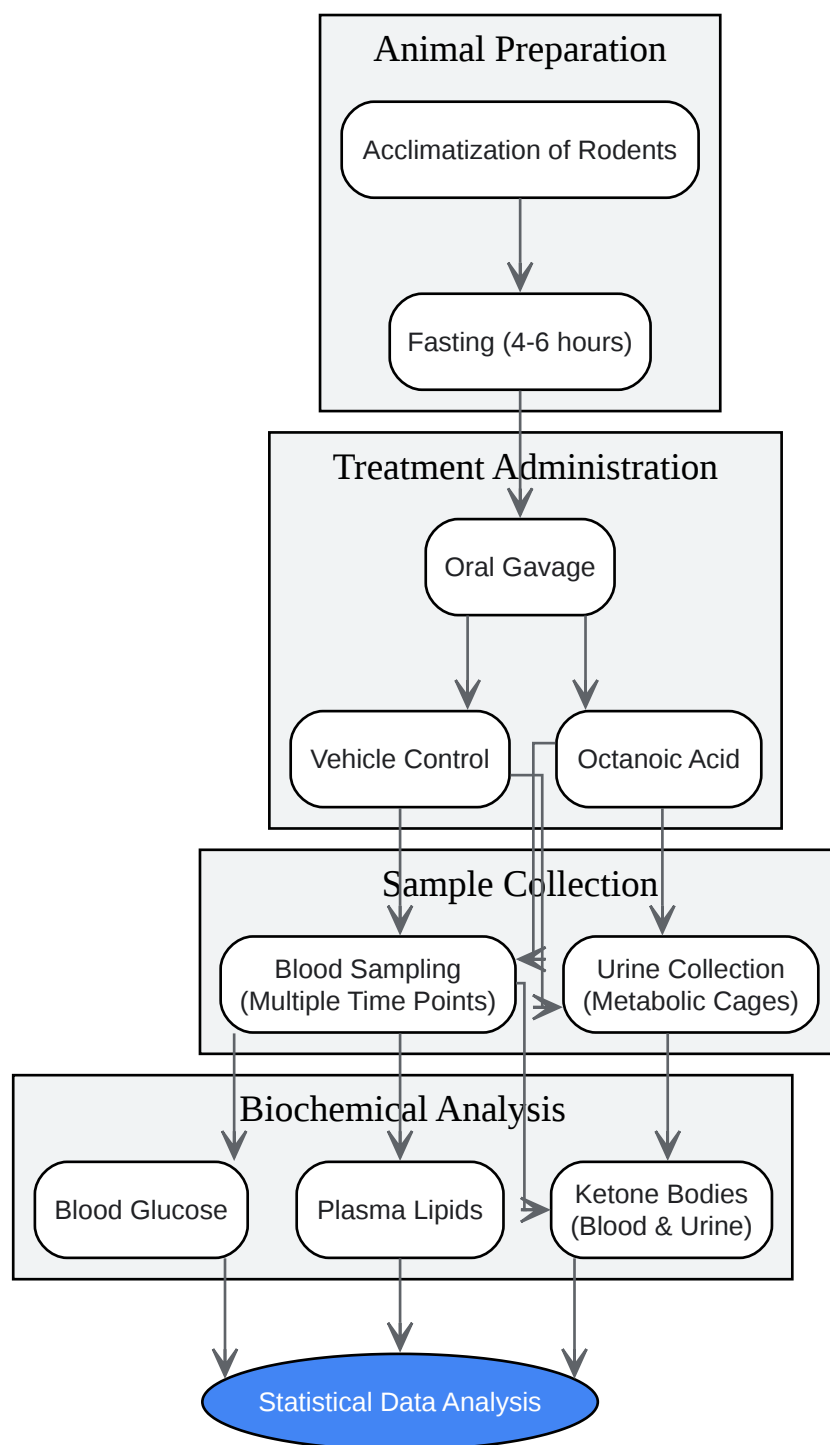 Animal Preparation
Acclimatization of Rodents
Fasting (4-6 hours)
Treatment Administration
Oral Gavage
Vehicle Control
Octanoic Acid
Sample Collection
Blood Sampling
(Multiple Time Points)
Urine Collection
(Metabolic Cages)
Biochemical Analysis
Blood Glucose
Plasma Lipids
Ketone Bodies
(Blood & Urine)
Statistical Data Analysis